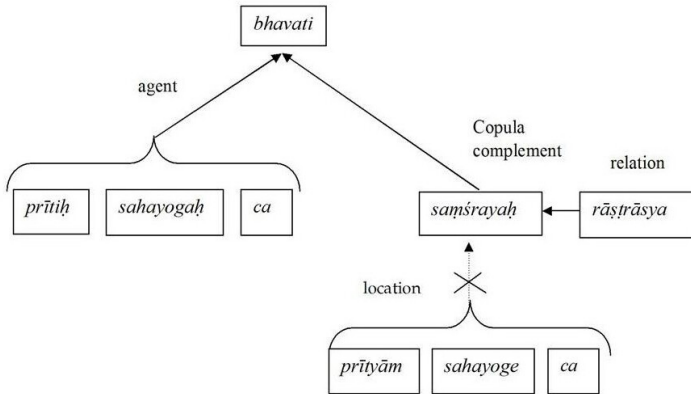 bhavati
agent
Copula
complement
relation
prītiḥ sahayogaḥ ca
saṃśrayaḥ rāṣṭrāsya
location
prītyām sahayoge ca